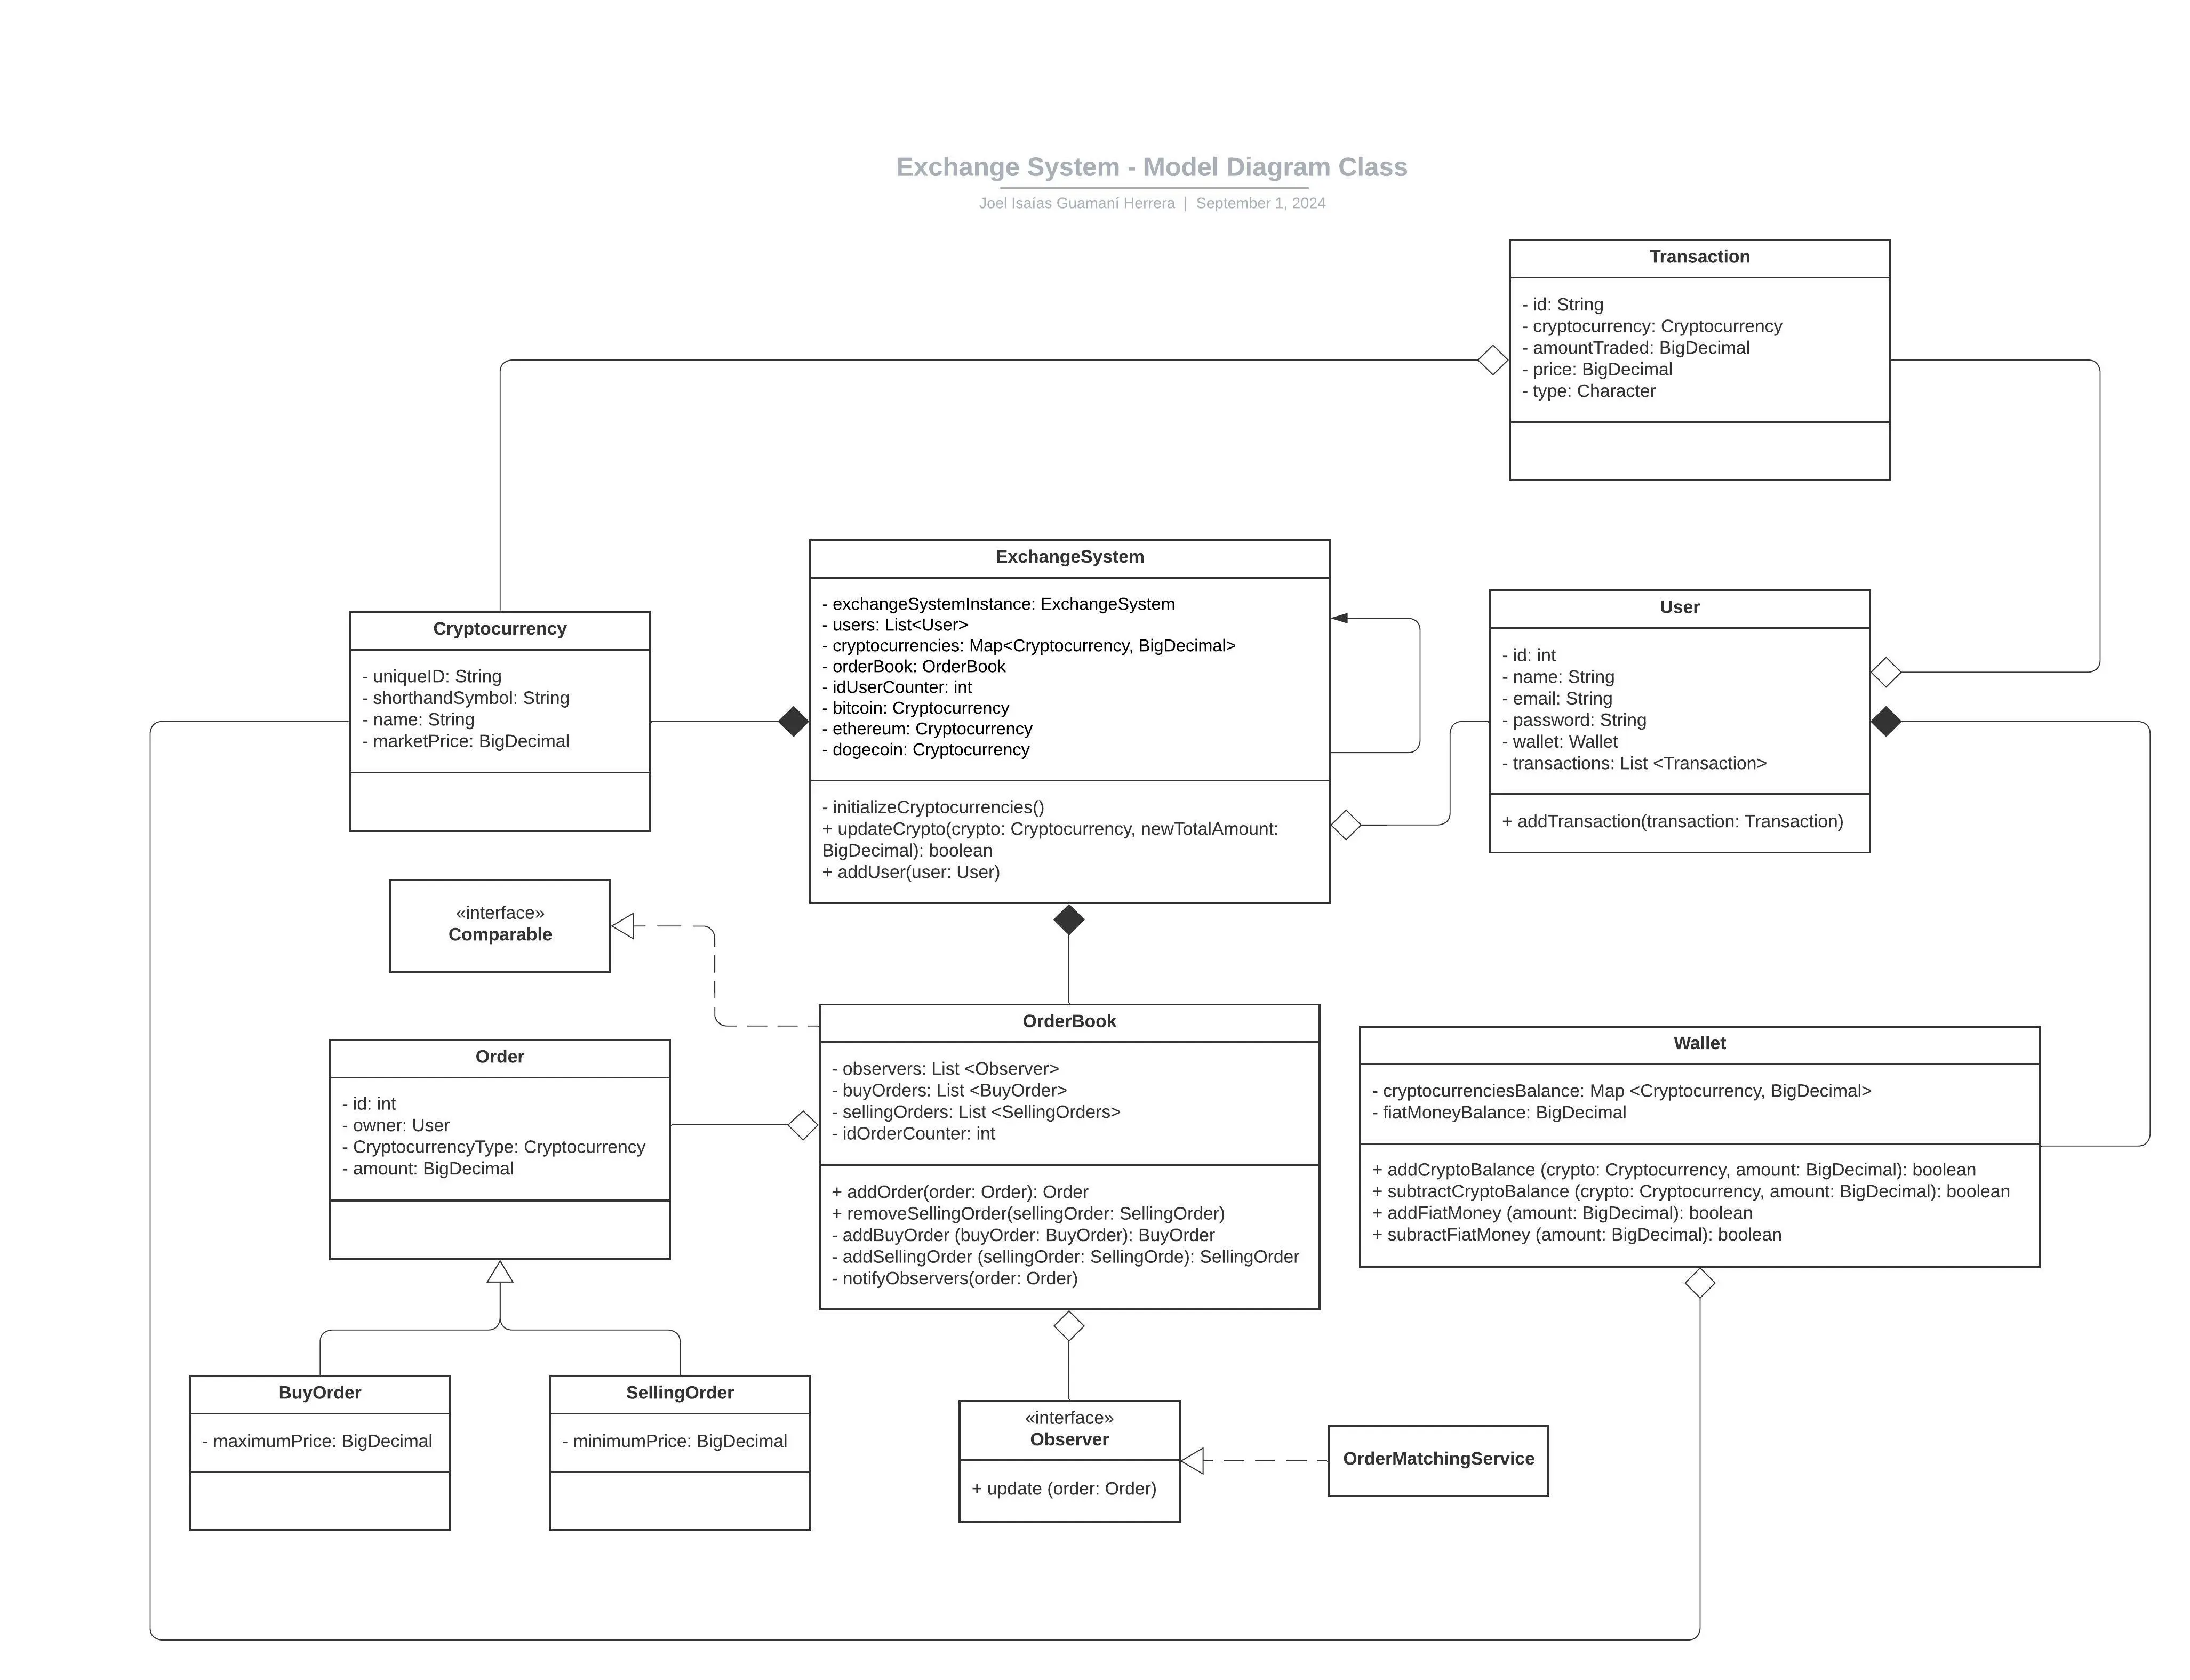 Exchange System - Model Diagram Class
Joel Isaías Guamaní Herrera | September 1, 2024
Transaction
- id: String
- cryptocurrency: Cryptocurrency
- amountTraded: BigDecimal
- price: BigDecimal
- type: Character
ExchangeSystem
- exchangeSystemInstance: ExchangeSystem
- users: List<User>
- cryptocurrencies: Map<Cryptocurrency, BigDecimal>
- orderBook: OrderBook
- idUserCounter: int
- bitcoin: Cryptocurrency
- ethereum: Cryptocurrency
- dogecoin: Cryptocurrency
- initializeCryptocurrencies()
+ updateCrypto(crypto: Cryptocurrency, newTotalAmount:
BigDecimal): boolean
+ addUser(user: User)
User
- id: int
- name: String
- email: String
- password: String
- wallet: Wallet
- transactions: List <Transaction>
+ addTransaction(transaction: Transaction)
Cryptocurrency
- uniqueID: String
- shorthandSymbol: String
- name: String
- marketPrice: BigDecimal
«interface»
Comparable
OrderBook
- observers: List <Observer>
- buyOrders: List <BuyOrder>
- sellingOrders: List <SellingOrders>
- idOrderCounter: int
+ addOrder(order: Order): Order
+ removeSellingOrder(sellingOrder: SellingOrder)
- addBuyOrder (buyOrder: BuyOrder): BuyOrder
- addSellingOrder (sellingOrder: SellingOrde): SellingOrder
- notifyObservers(order: Order)
Wallet
- cryptocurrenciesBalance: Map <Cryptocurrency, BigDecimal>
- fiatMoneyBalance: BigDecimal
+ addCryptoBalance (crypto: Cryptocurrency, amount: BigDecimal): boolean
+ subtractCryptoBalance (crypto: Cryptocurrency, amount: BigDecimal): boolean
+ addFiatMoney (amount: BigDecimal): boolean
+ subractFiatMoney (amount: BigDecimal): boolean
Order
- id: int
- owner: User
- CryptocurrencyType: Cryptocurrency
- amount: BigDecimal
BuyOrder
- maximumPrice: BigDecimal
SellingOrder
- minimumPrice: BigDecimal
«interface»
Observer
+ update (order: Order)
OrderMatchingService